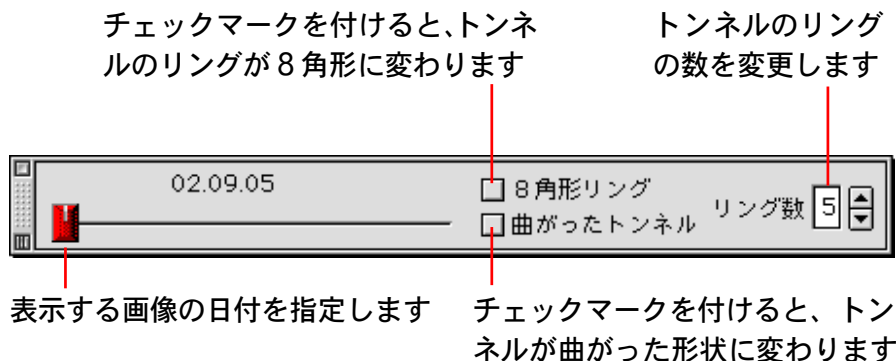 チェックマークを付けると、トンネ
ルのリングが8角形に変わります
トンネルのリング
の数を変更します
02.09.05
8角形リング
曲がったトンネル
リング数 5
表示する画像の日付を指定します
チェックマークを付けると、トン
ネルが曲がった形状に変わります